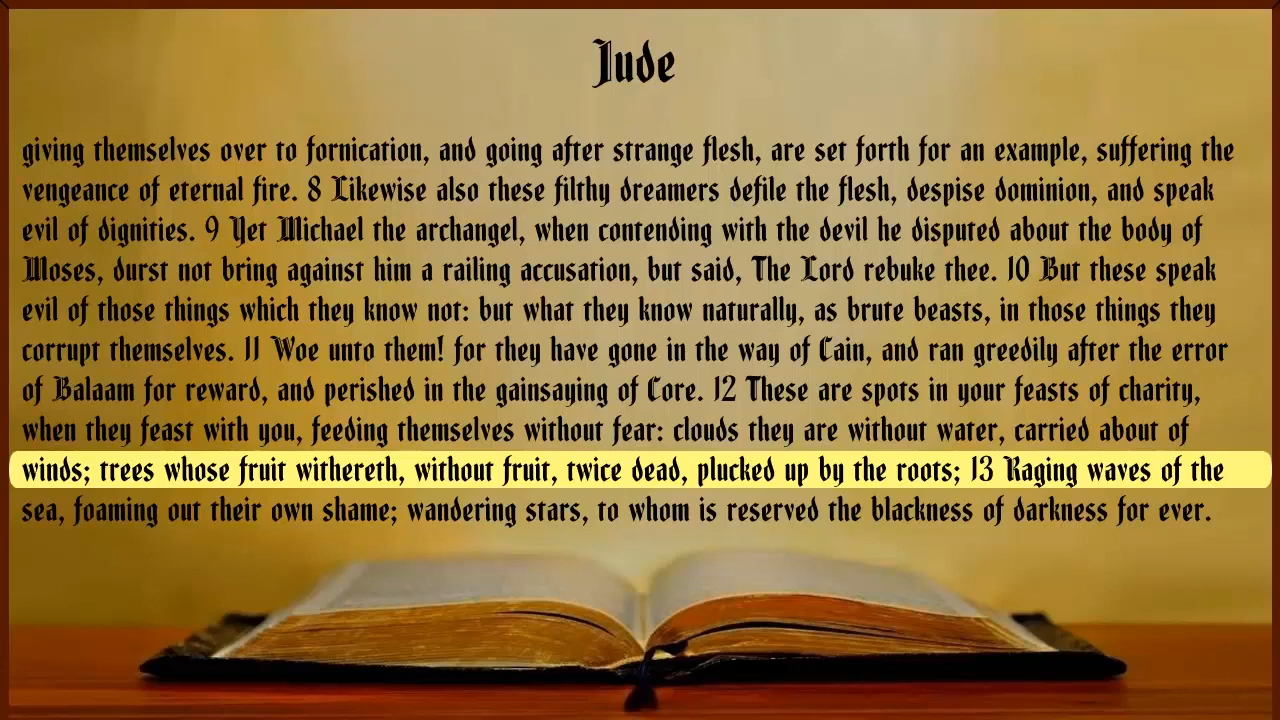 Jude
giving themselves over to fornication, and going after strange flesh, are set forth for an example, suffering the
vengeance of eternal fire. 8 Likewise also these filthy dreamers defile the flesh, despise dominion, and speak
evil of dignities. 9 Yet Michael the archangel, when contending with the devil he disputed about the body of
Moses, durst not bring against him a railing accusation, but said, The Lord rebuke thee. 10 But these speak
evil of those things which they know not: but what they know naturally, as brute beasts, in those things they
corrupt themselves. 11 Woe unto them! for they have gone in the way of Cain, and ran greedily after the error
of Balaam for reward, and perished in the gainsaying of Core. 12 These are spots in your feasts of charity,
when they feast with you, feeding themselves without fear: clouds they are without water, carried about of
winds; trees whose fruit withereth, without fruit, twice dead, plucked up by the roots; 13 Raging waves of the
sea, foaming out their own shame; wandering stars, to whom is reserved the blackness of darkness for ever.